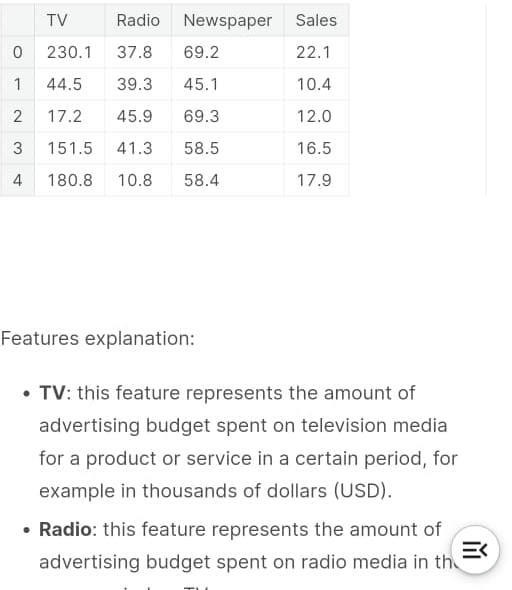 TV Radio Newspaper Sales
0 230.1 37.8 69.2 22.1
1 44.5 39.3 45.1 10.4
2 17.2 45.9 69.3 12.0
3 151.5 41.3 58.5 16.5
4 180.8 10.8 58.4 17.9
Features explanation:
• TV: this feature represents the amount of
advertising budget spent on television media
for a product or service in a certain period, for
example in thousands of dollars (USD).
• Radio: this feature represents the amount of
advertising budget spent on radio media in